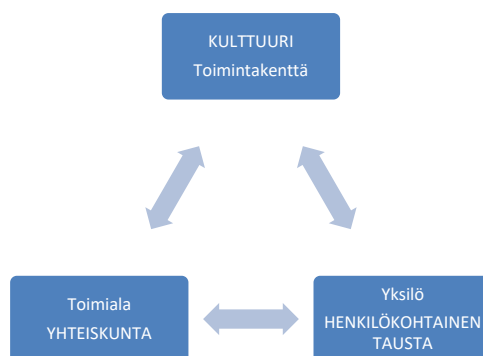 KULTTUURI
Toimintakenttä
Toimiala
YHTEISKUNTA
Yksilö
HENKILÖKOHTAINEN
TAUSTA